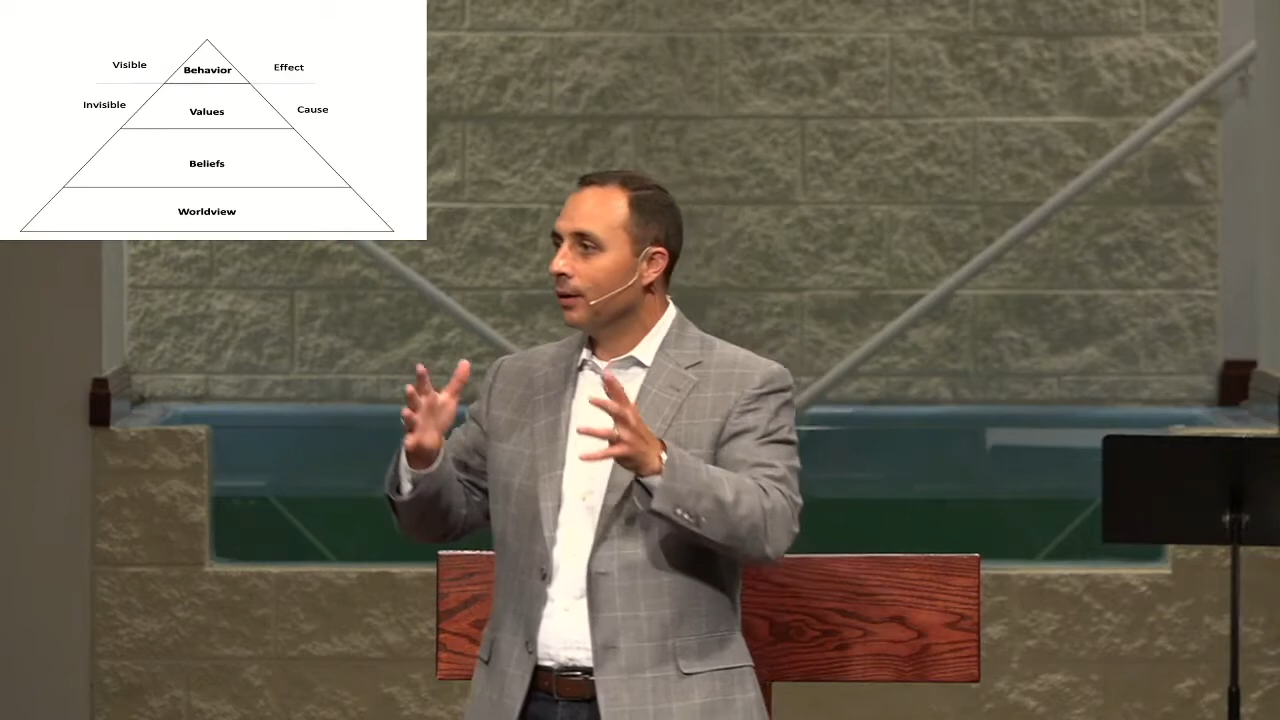 Visible
Behavior
Effect
Invisible
Values
Cause
Beliefs
Worldview